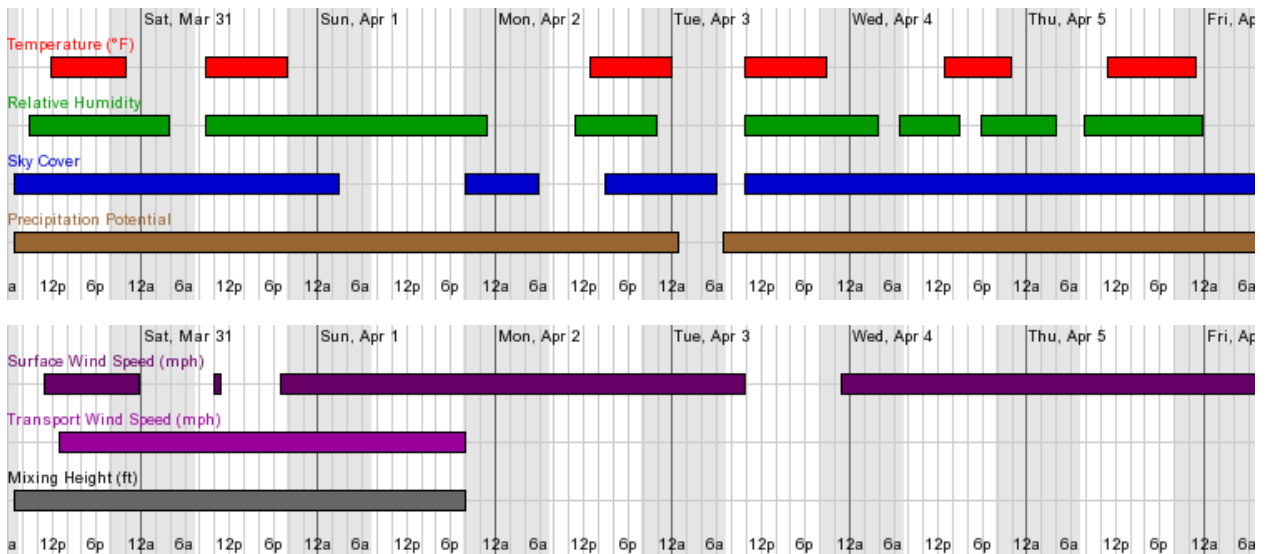 Sat, Mar 31 Sun, Apr 1 Mon, Apr 2 Tue, Apr 3 Wed, Apr 4 Thu, Apr 5 Fri, Ap
Temperature (°F)
Relative Humidity
Sky Cover
Precipitation Potential
a 12p 6p 12a 6a 12p 6p 12a 6a 12p 6p 12a 6a 12p 6p 12a 6a 12p 6p 12a 6a 12p 6p 12a 6a 12p 6p 12a 6a
Sat, Mar 31 Sun, Apr 1 Mon, Apr 2 Tue, Apr 3 Wed, Apr 4 Thu, Apr 5 Fri, Ap
Surface Wind Speed (mph)
Transport Wind Speed (mph)
Mixing Height (ft)
a 12p 6p 12a 6a 12p 6p 12a 6a 12p 6p 12a 6a 12p 6p 12a 6a 12p 6p 12a 6a 12p 6p 12a 6a 12p 6p 12a 6a